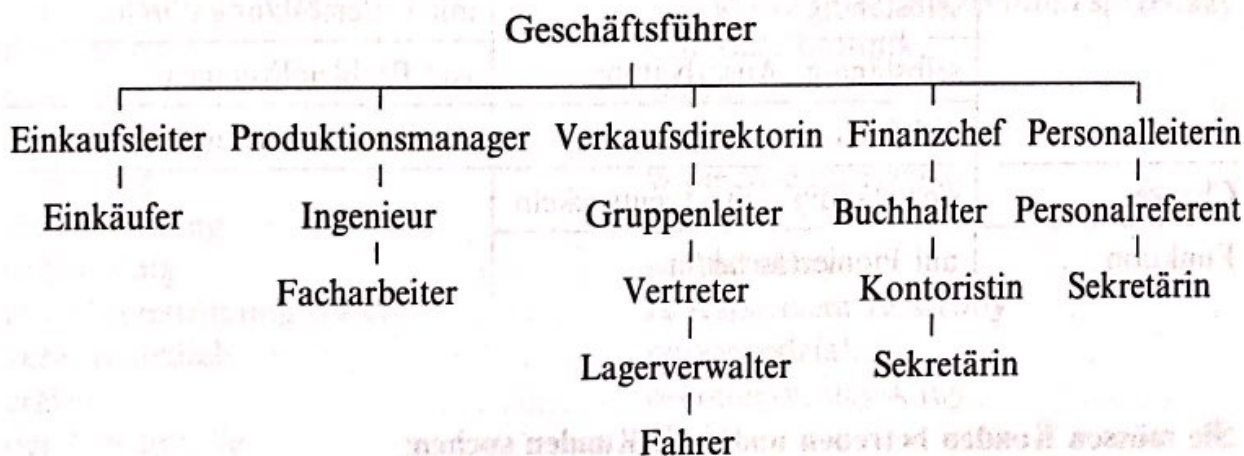 Geschäftsführer
Einkaufsleiter Produktionsmanager Verkaufsdirektorin Finanzchef Personalleiterin
Einkäufer Ingenieur Gruppenleiter Buchhalter Personalreferent
Facharbeiter Vertreter Kontoristin Sekretärin
Lagerverwalter Sekretärin
Fahrer